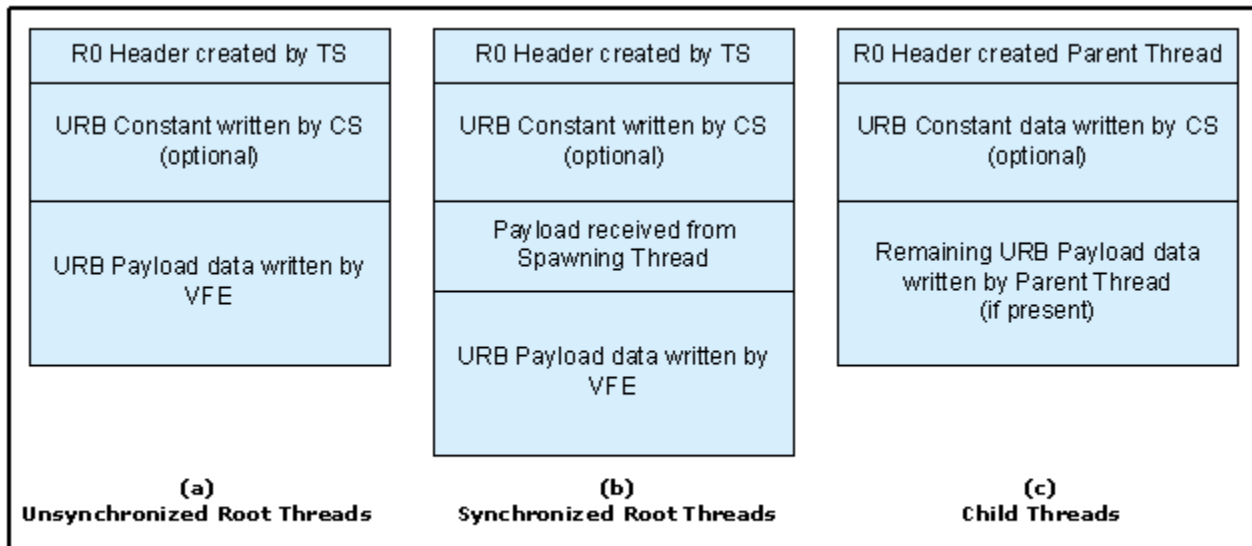 R0 Header created by TS
URB Constant written by CS
(optional)
URB Payload data written by
VFE
(a)
Unsynchronized Root Threads
R0 Header created by TS
URB Constant written by CS
(optional)
Payload received from
Spawning Thread
URB Payload data written by
VFE
(b)
Synchronized Root Threads
R0 Header created Parent Thread
URB Constant data written by CS
(optional)
Remaining URB Payload data
written by Parent Thread
(if present)
(c)
Child Threads